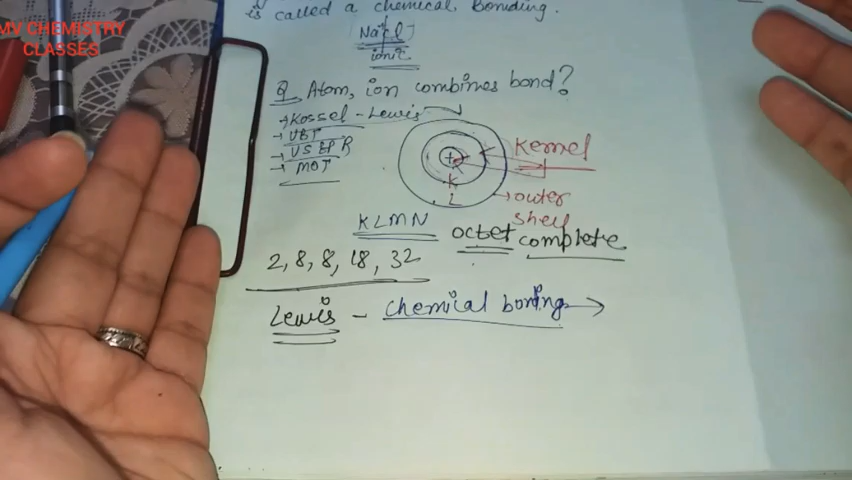 MV CHEMISTRY
CLASSES
is called a chemical Bonding.
NaCl
ionic
Q Atom, ion combines bond?
→ Kossel - Lewis
→ VBT
→ VSEPR
→ MOT
+
K
L
Kernel
→ outer
shell
KLMN
octet complete
2, 8, 8, 18, 32
Lewis - chemical boning →